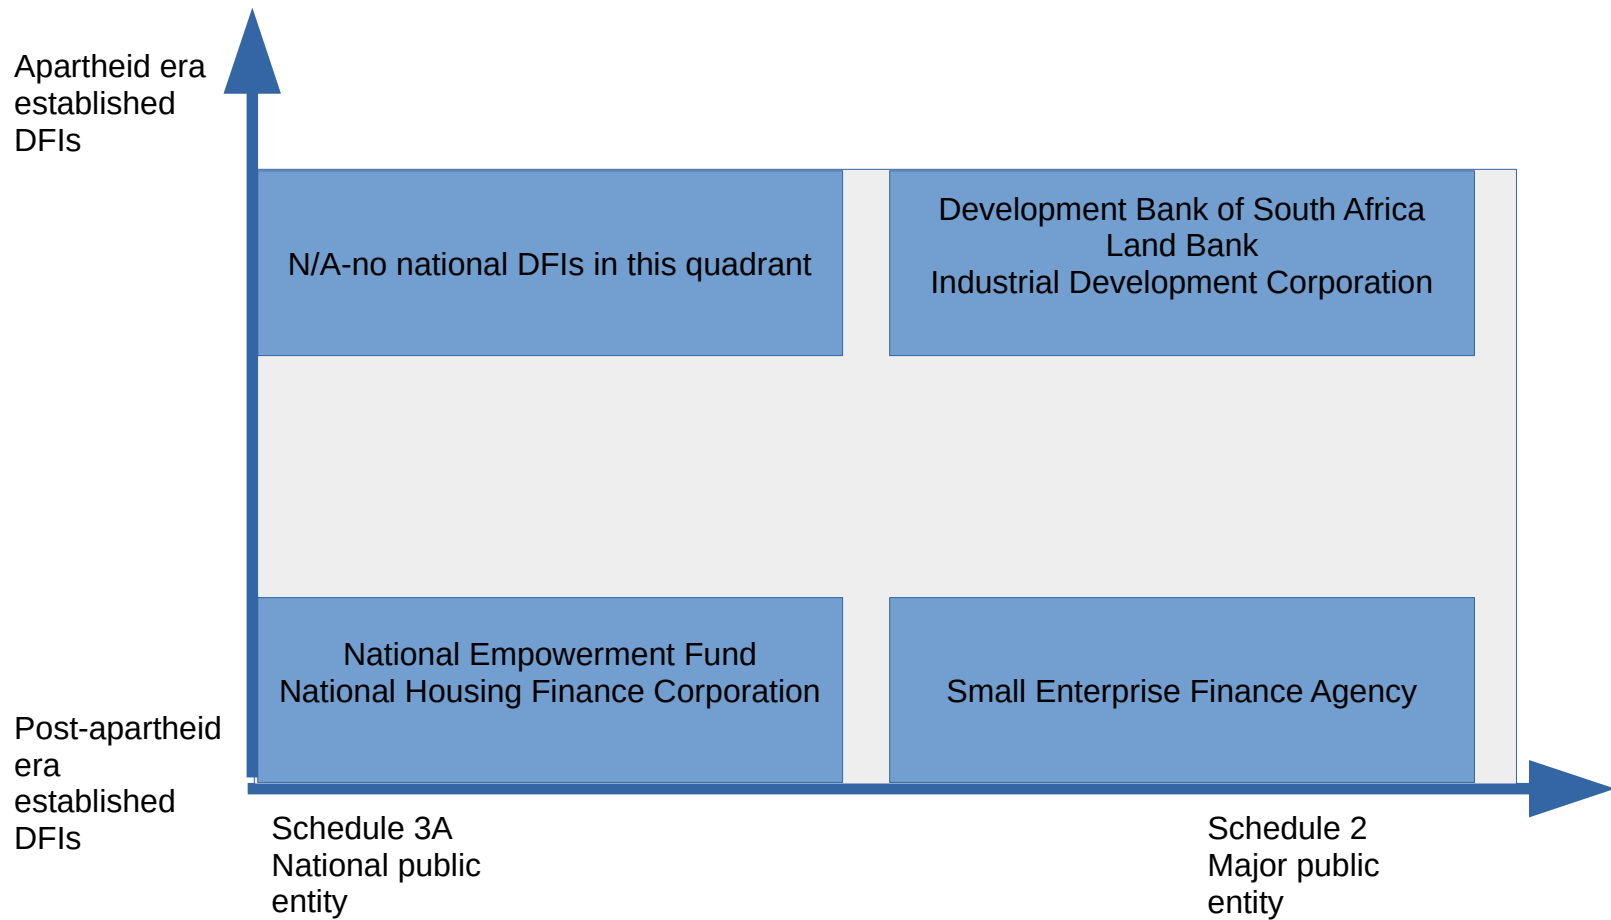 Apartheid era
established
DFIs
N/A-no national DFIs in this quadrant
Development Bank of South Africa
Land Bank
Industrial Development Corporation
National Empowerment Fund
National Housing Finance Corporation
Small Enterprise Finance Agency
Post-apartheid
era
established
DFIs
Schedule 3A
National public
entity
Schedule 2
Major public
entity